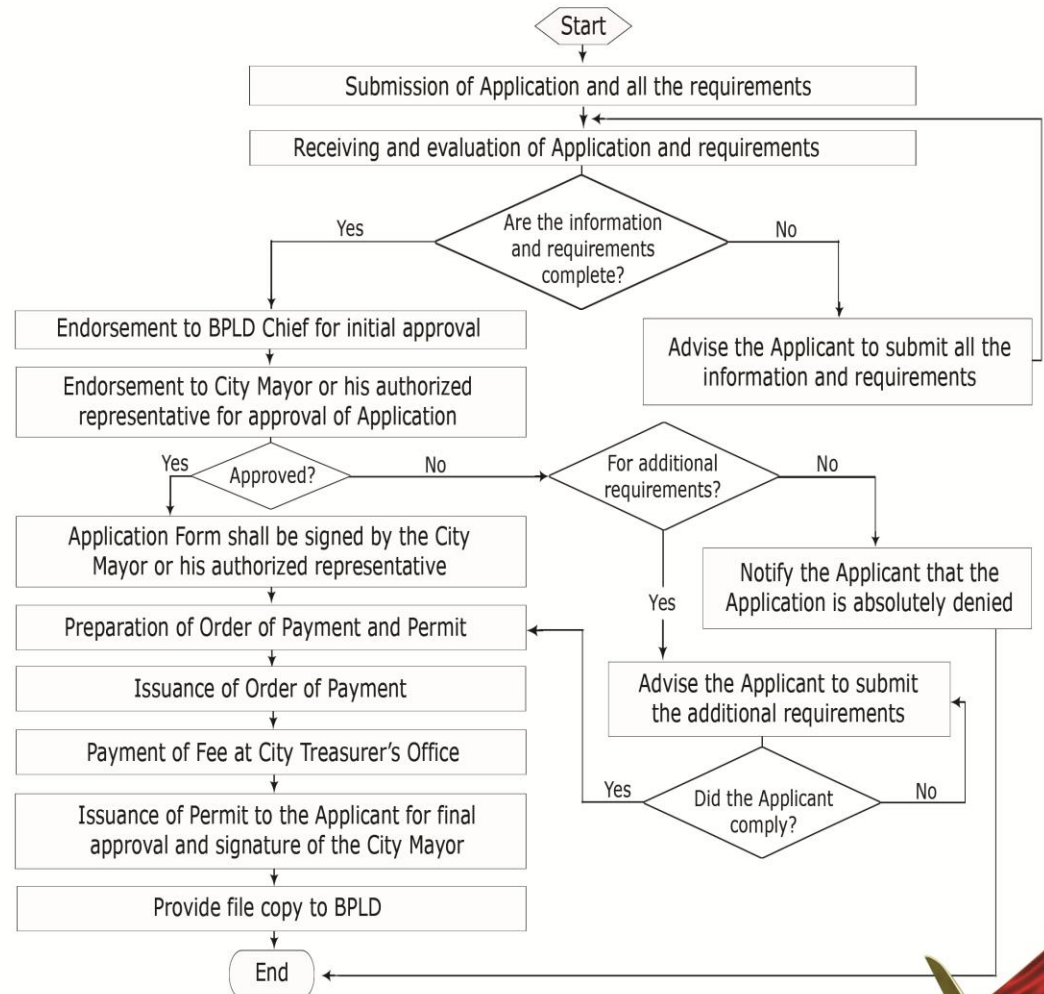 Start
Submission of Application and all the requirements
Receiving and evaluation of Application and requirements
Are the information
and requirements
complete?
Yes
No
Endorsement to BPLD Chief for initial approval
Advise the Applicant to submit all the
information and requirements
Endorsement to City Mayor or his authorized
representative for approval of Application
Approved?
Yes
No
For additional
requirements?
No
Yes
Application Form shall be signed by the City
Mayor or his authorized representative
Notify the Applicant that the
Application is absolutely denied
Preparation of Order of Payment and Permit
Advise the Applicant to submit
the additional requirements
Issuance of Order of Payment
Payment of Fee at City Treasurer's Office
Did the Applicant
comply?
Yes
No
Issuance of Permit to the Applicant for final
approval and signature of the City Mayor
Provide file copy to BPLD
End